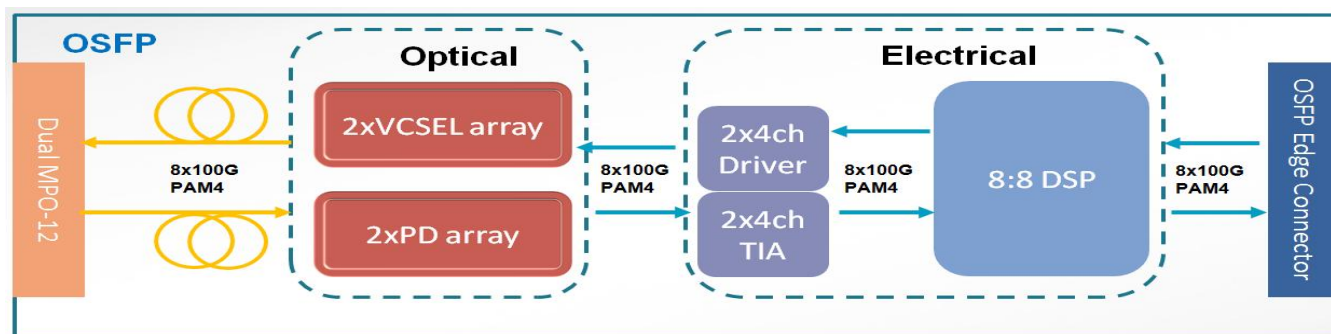 OSFP
Optical
Electrical
Dual MPO-12
8x100G
PAM4
2xVCSEL array
2xPD array
8x100G
PAM4
2x4ch
Driver
2x4ch
TIA
8x100G
PAM4
8:8 DSP
8x100G
PAM4
OSFP Edge Connector